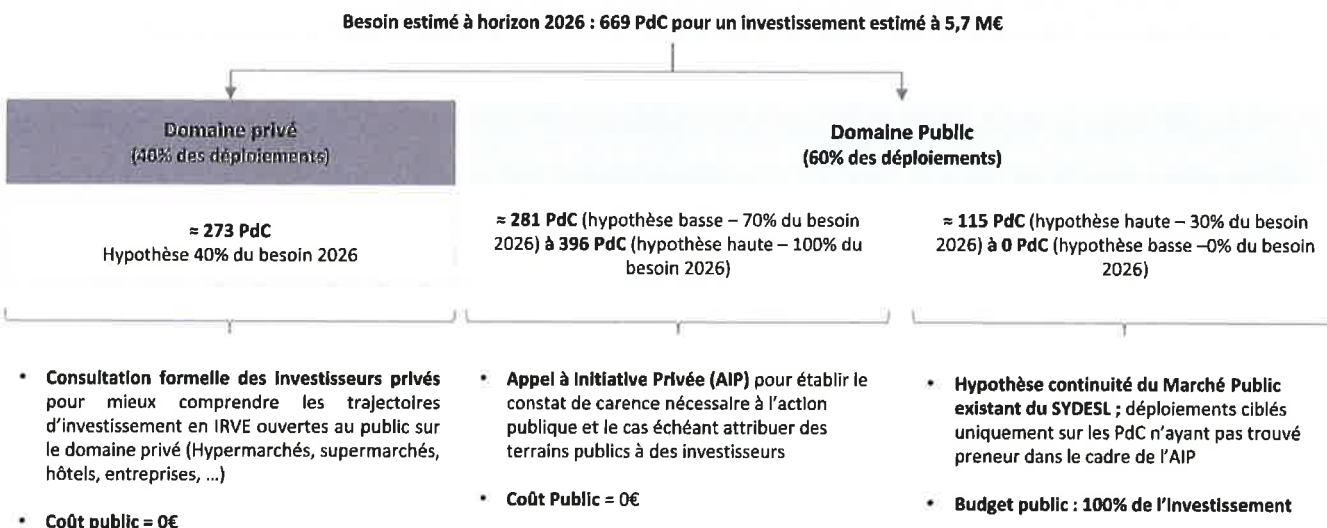 Besoin estimé à horizon 2026 : 669 PdC pour un investissement estimé à 5,7 M€
Domaine privé
(40% des déploiements)
Domaine Public
(60% des déploiements)
≈ 273 PdC
Hypothèse 40% du besoin 2026
≈ 281 PdC (hypothèse basse – 70% du besoin
2026) à 396 PdC (hypothèse haute – 100% du
besoin 2026)
≈ 115 PdC (hypothèse haute – 30% du besoin
2026) à 0 PdC (hypothèse basse –0% du besoin
2026)
• Consultation formelle des investisseurs privés
pour mieux comprendre les trajectoires
d'investissement en IRVE ouvertes au public sur
le domaine privé (Hypermarchés, supermarchés,
hôtels, entreprises, ...)
• Coût public = 0€
• Appel à Initiative Privée (AIP) pour établir le
constat de carence nécessaire à l'action
publique et le cas échéant attribuer des
terrains publics à des investisseurs
• Coût Public = 0€
• Hypothèse continuité du Marché Public
existant du SYDESL ; déploiements ciblés
uniquement sur les PdC n'ayant pas trouvé
preneur dans le cadre de l'AIP
• Budget public : 100% de l'Investissement